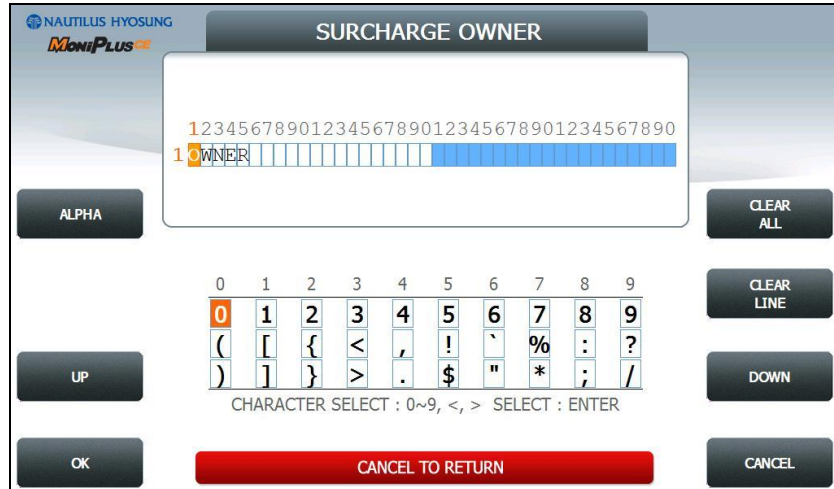 NAUTILUS HYOSUNG
MONIPLUS CE
SURCHARGE OWNER
1234567890123456789012345678901234567890
1 OWNER
ALPHA
CLEAR
ALL
0 1 2 3 4 5 6 7 8 9
0 1 2 3 4 5 6 7 8 9
( [ { < , ! ` % : ?
) ] } > . $ " * ; /
CLEAR
LINE
UP
DOWN
CHARACTER SELECT : 0~9, <, > SELECT : ENTER
OK
CANCEL TO RETURN
CANCEL